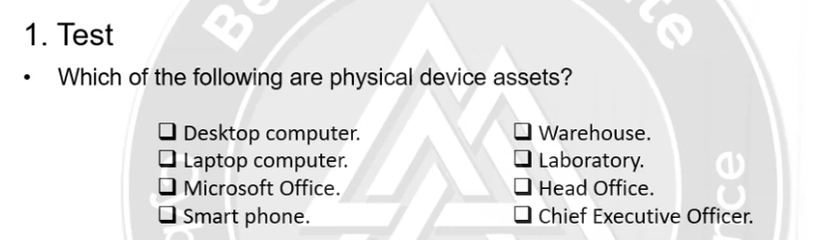 1. Test
• Which of the following are physical device assets?
❑ Desktop computer.
❑ Laptop computer.
❑ Microsoft Office.
❑ Smart phone.
❑ Warehouse.
❑ Laboratory.
❑ Head Office.
❑ Chief Executive Officer.